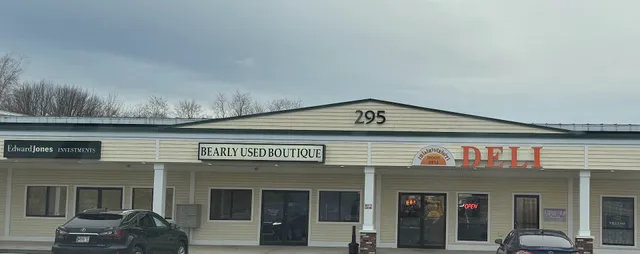 295
EdwardJones INVESTMENTS
BEARLY USED BOUTIQUE
DELI
OPEN